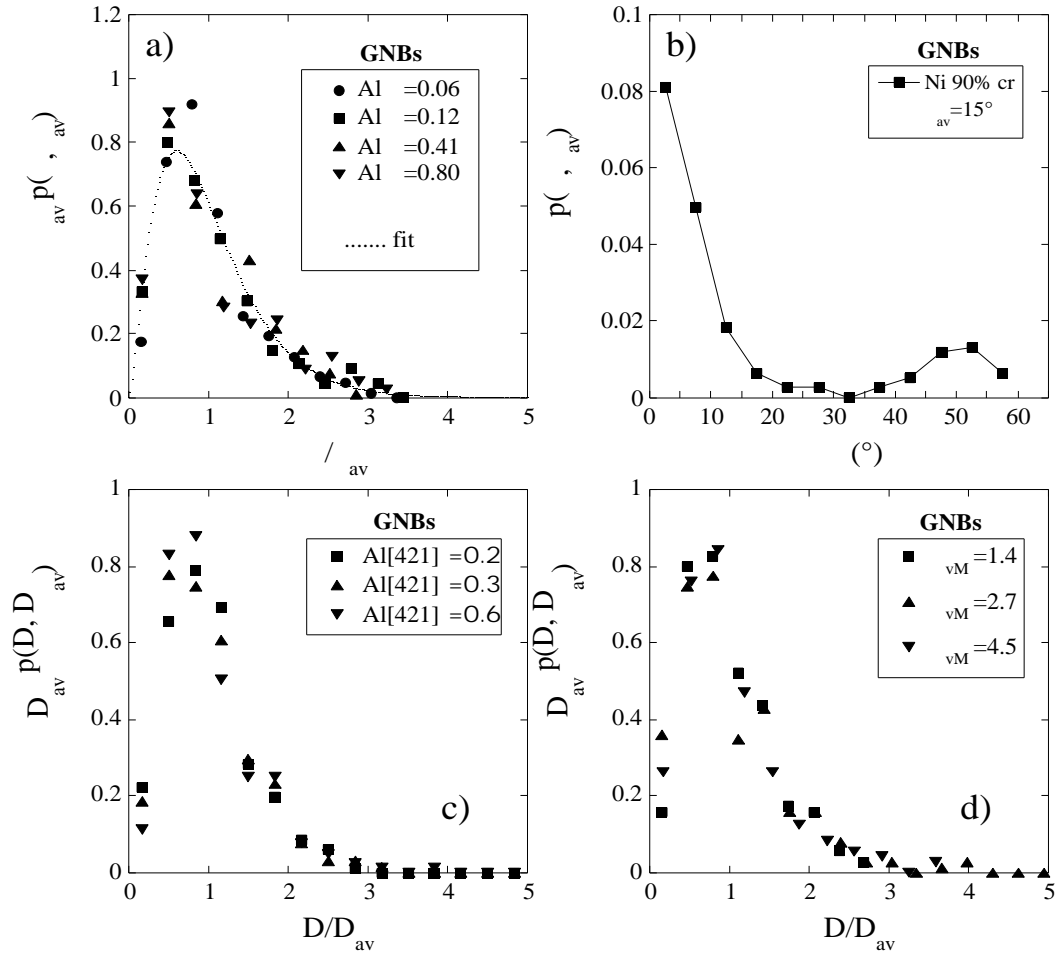 a)
GNBs
Al =0.06
Al =0.12
Al =0.41
Al =0.80
....... fit
av p( , av)
1.2
1
0.8
0.6
0.4
0.2
0
0 1 2 3 4 5
/ av
b)
GNBs
Ni 90% cr
av=15°
p( , av)
0.1
0.08
0.06
0.04
0.02
0
0 10 20 30 40 50 60
(°)
GNBs
Al[421] =0.2
Al[421] =0.3
Al[421] =0.6
c)
Dav p(D, Dav)
1
0.8
0.6
0.4
0.2
0
0 1 2 3 4 5
D/Dav
GNBs
vM=1.4
vM=2.7
vM=4.5
d)
Dav p(D, Dav)
1
0.8
0.6
0.4
0.2
0
0 1 2 3 4 5
D/Dav